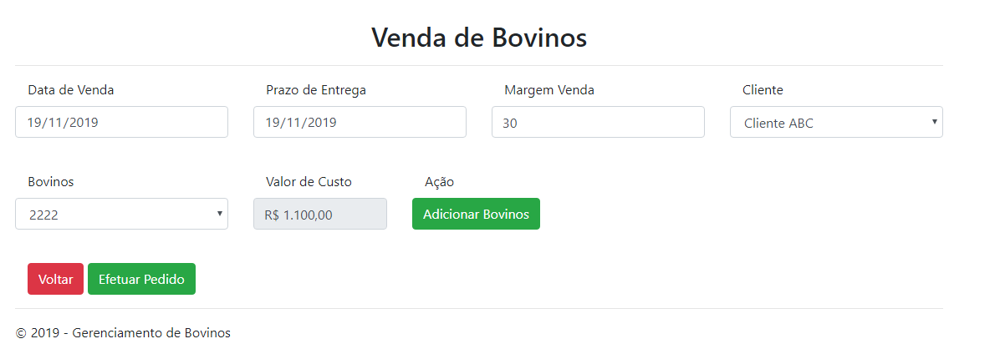 Venda de Bovinos
Data de Venda Prazo de Entrega Margem Venda Cliente
19/11/2019 19/11/2019 30 Cliente ABC
Bovinos Valor de Custo Ação
2222 R$ 1.100,00 Adicionar Bovinos
Voltar Efetuar Pedido
© 2019 - Gerenciamento de Bovinos